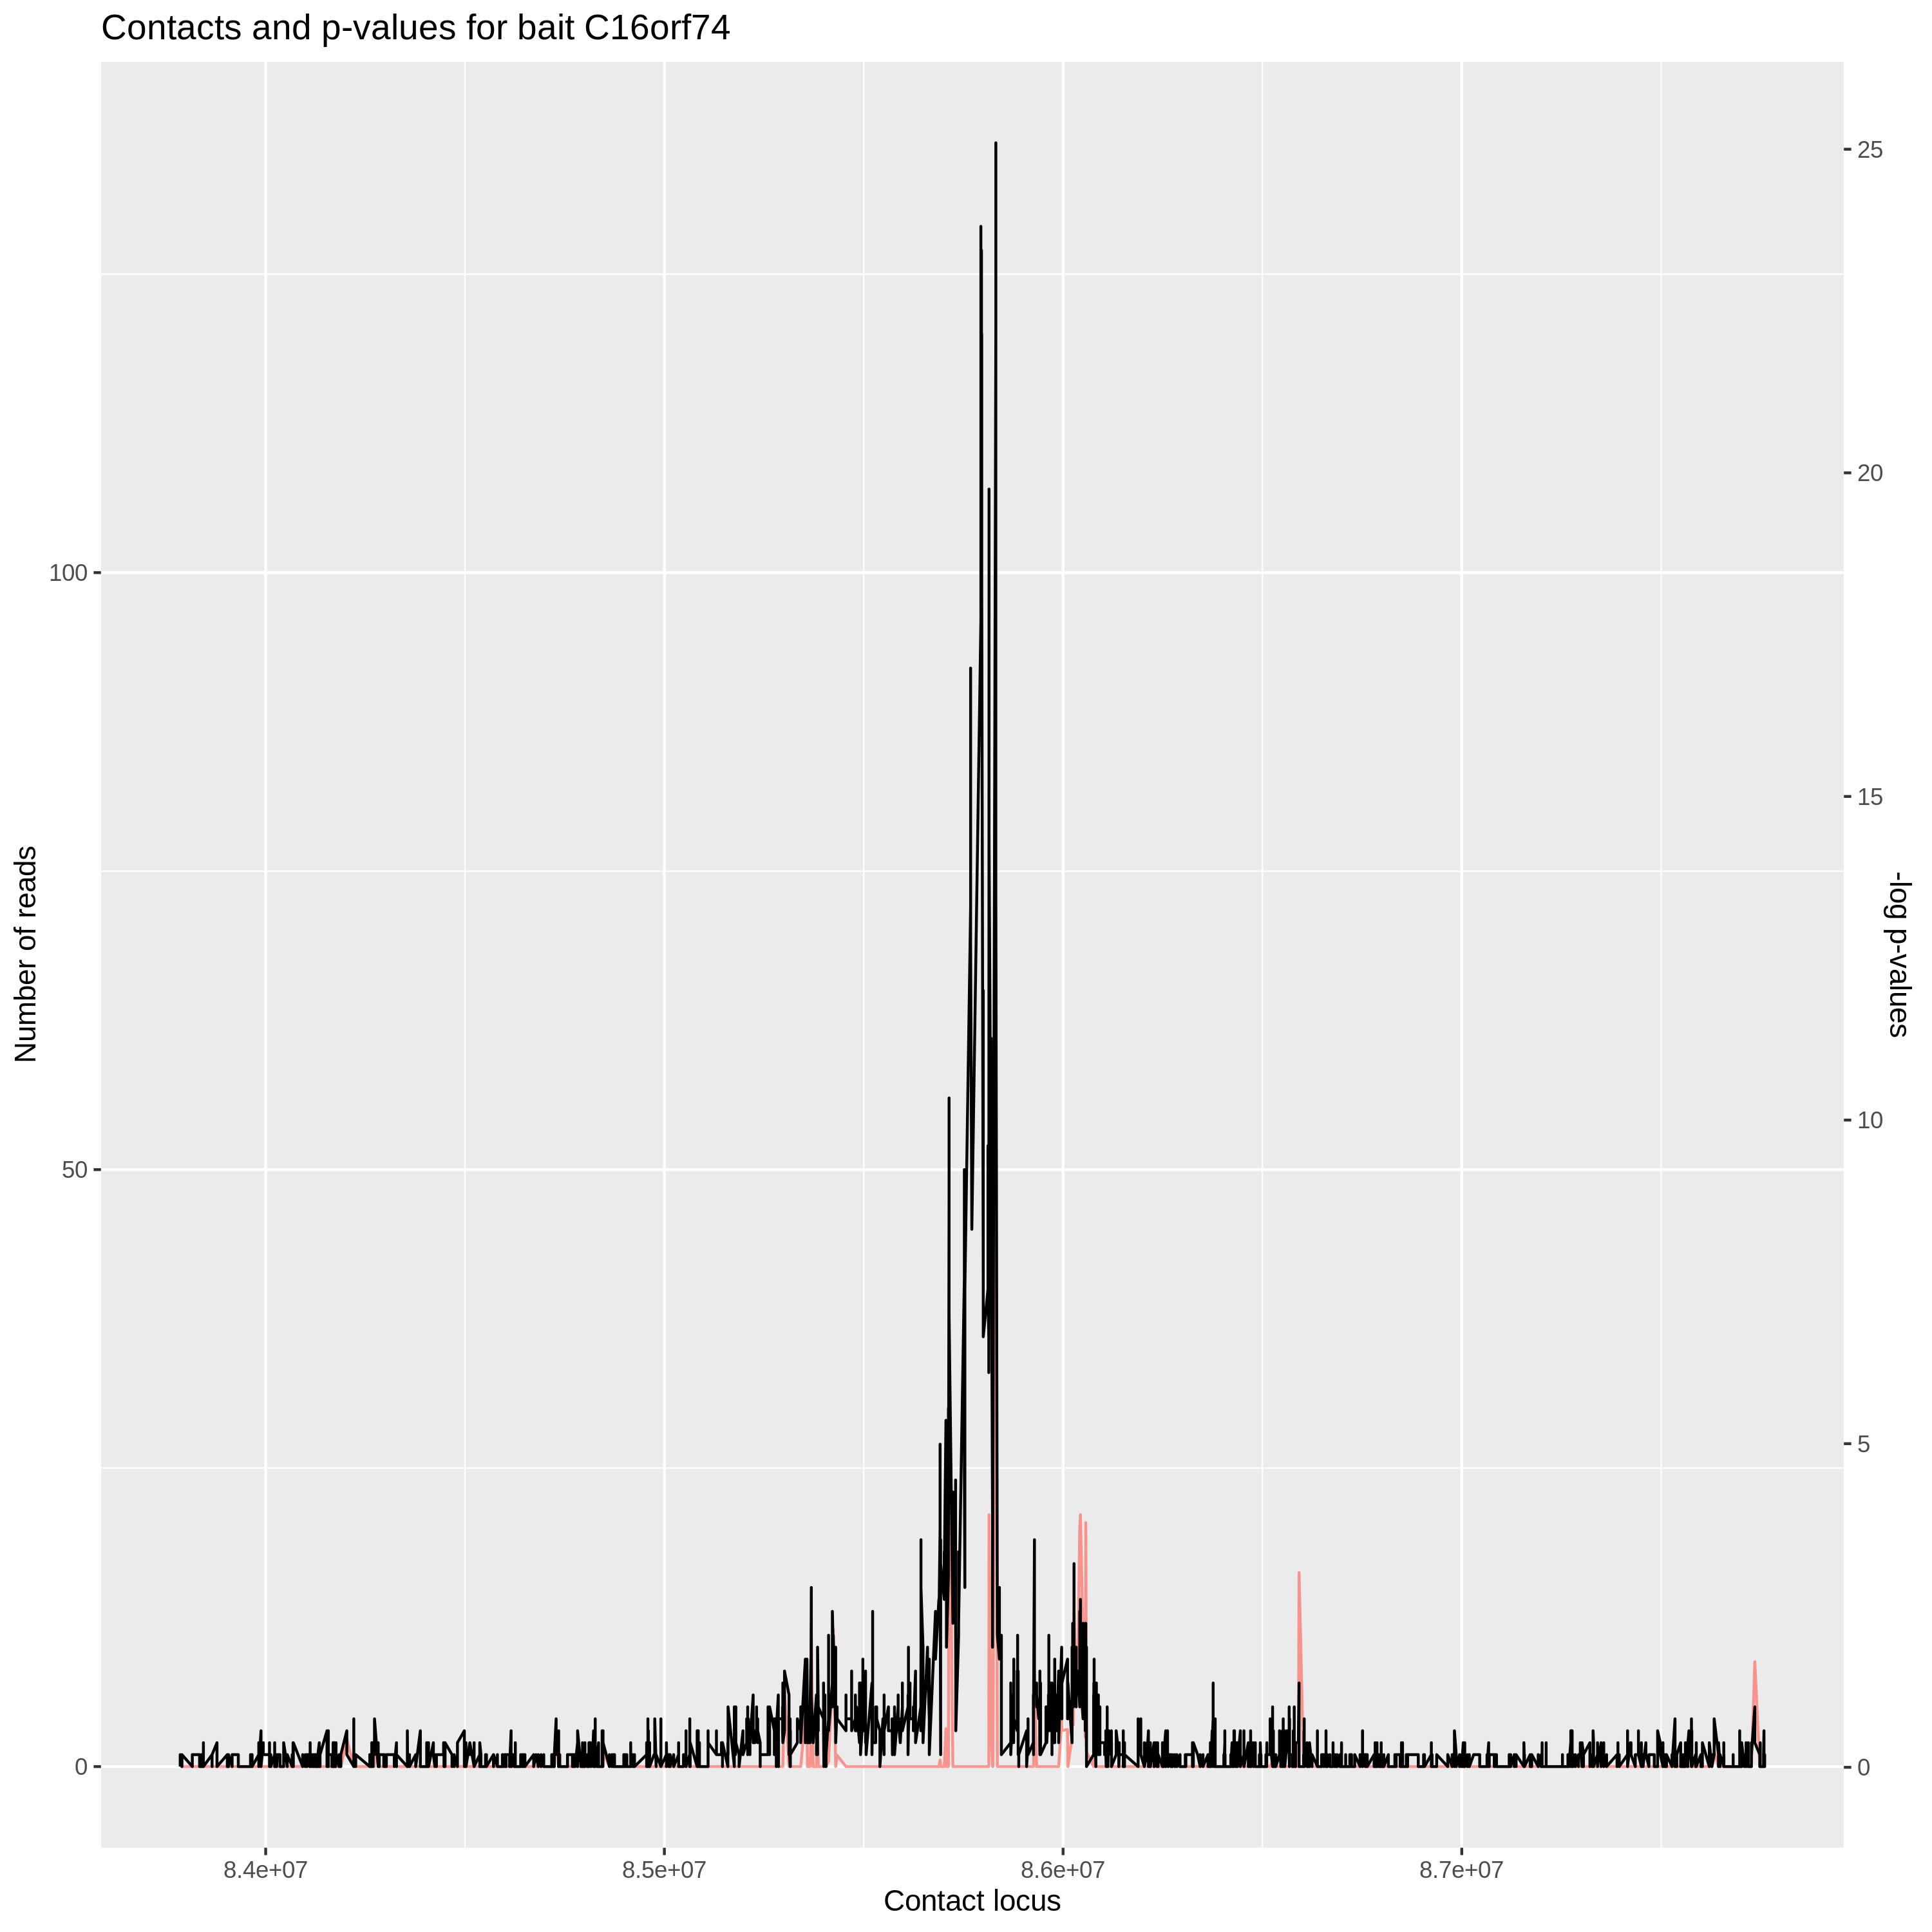 Contacts and p-values for bait C16orf74
Number of reads
100
50
0
25
20
15
10
5
0
-log p-values
8.4e+07
8.5e+07
8.6e+07
8.7e+07
Contact locus